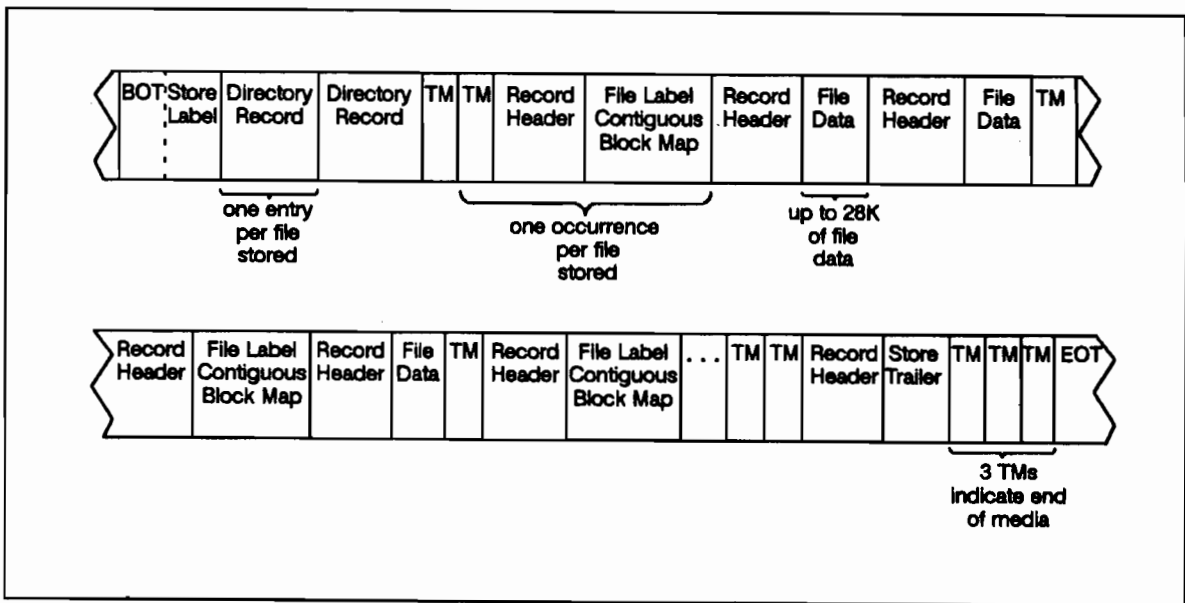 BOT Store Label
Directory Record
Directory Record
TM
TM
Record Header
File Label Contiguous Block Map
Record Header
File Data
Record Header
File Data
TM
one entry
per file
stored
one occurrence
per file
stored
up to 28K
of file
data
Record Header
File Label Contiguous Block Map
Record Header
File Data
TM
Record Header
File Label Contiguous Block Map
...
TM
TM
Record Header
Store Trailer
TM
TM
TM
EOT
3 TMs
indicate end
of media